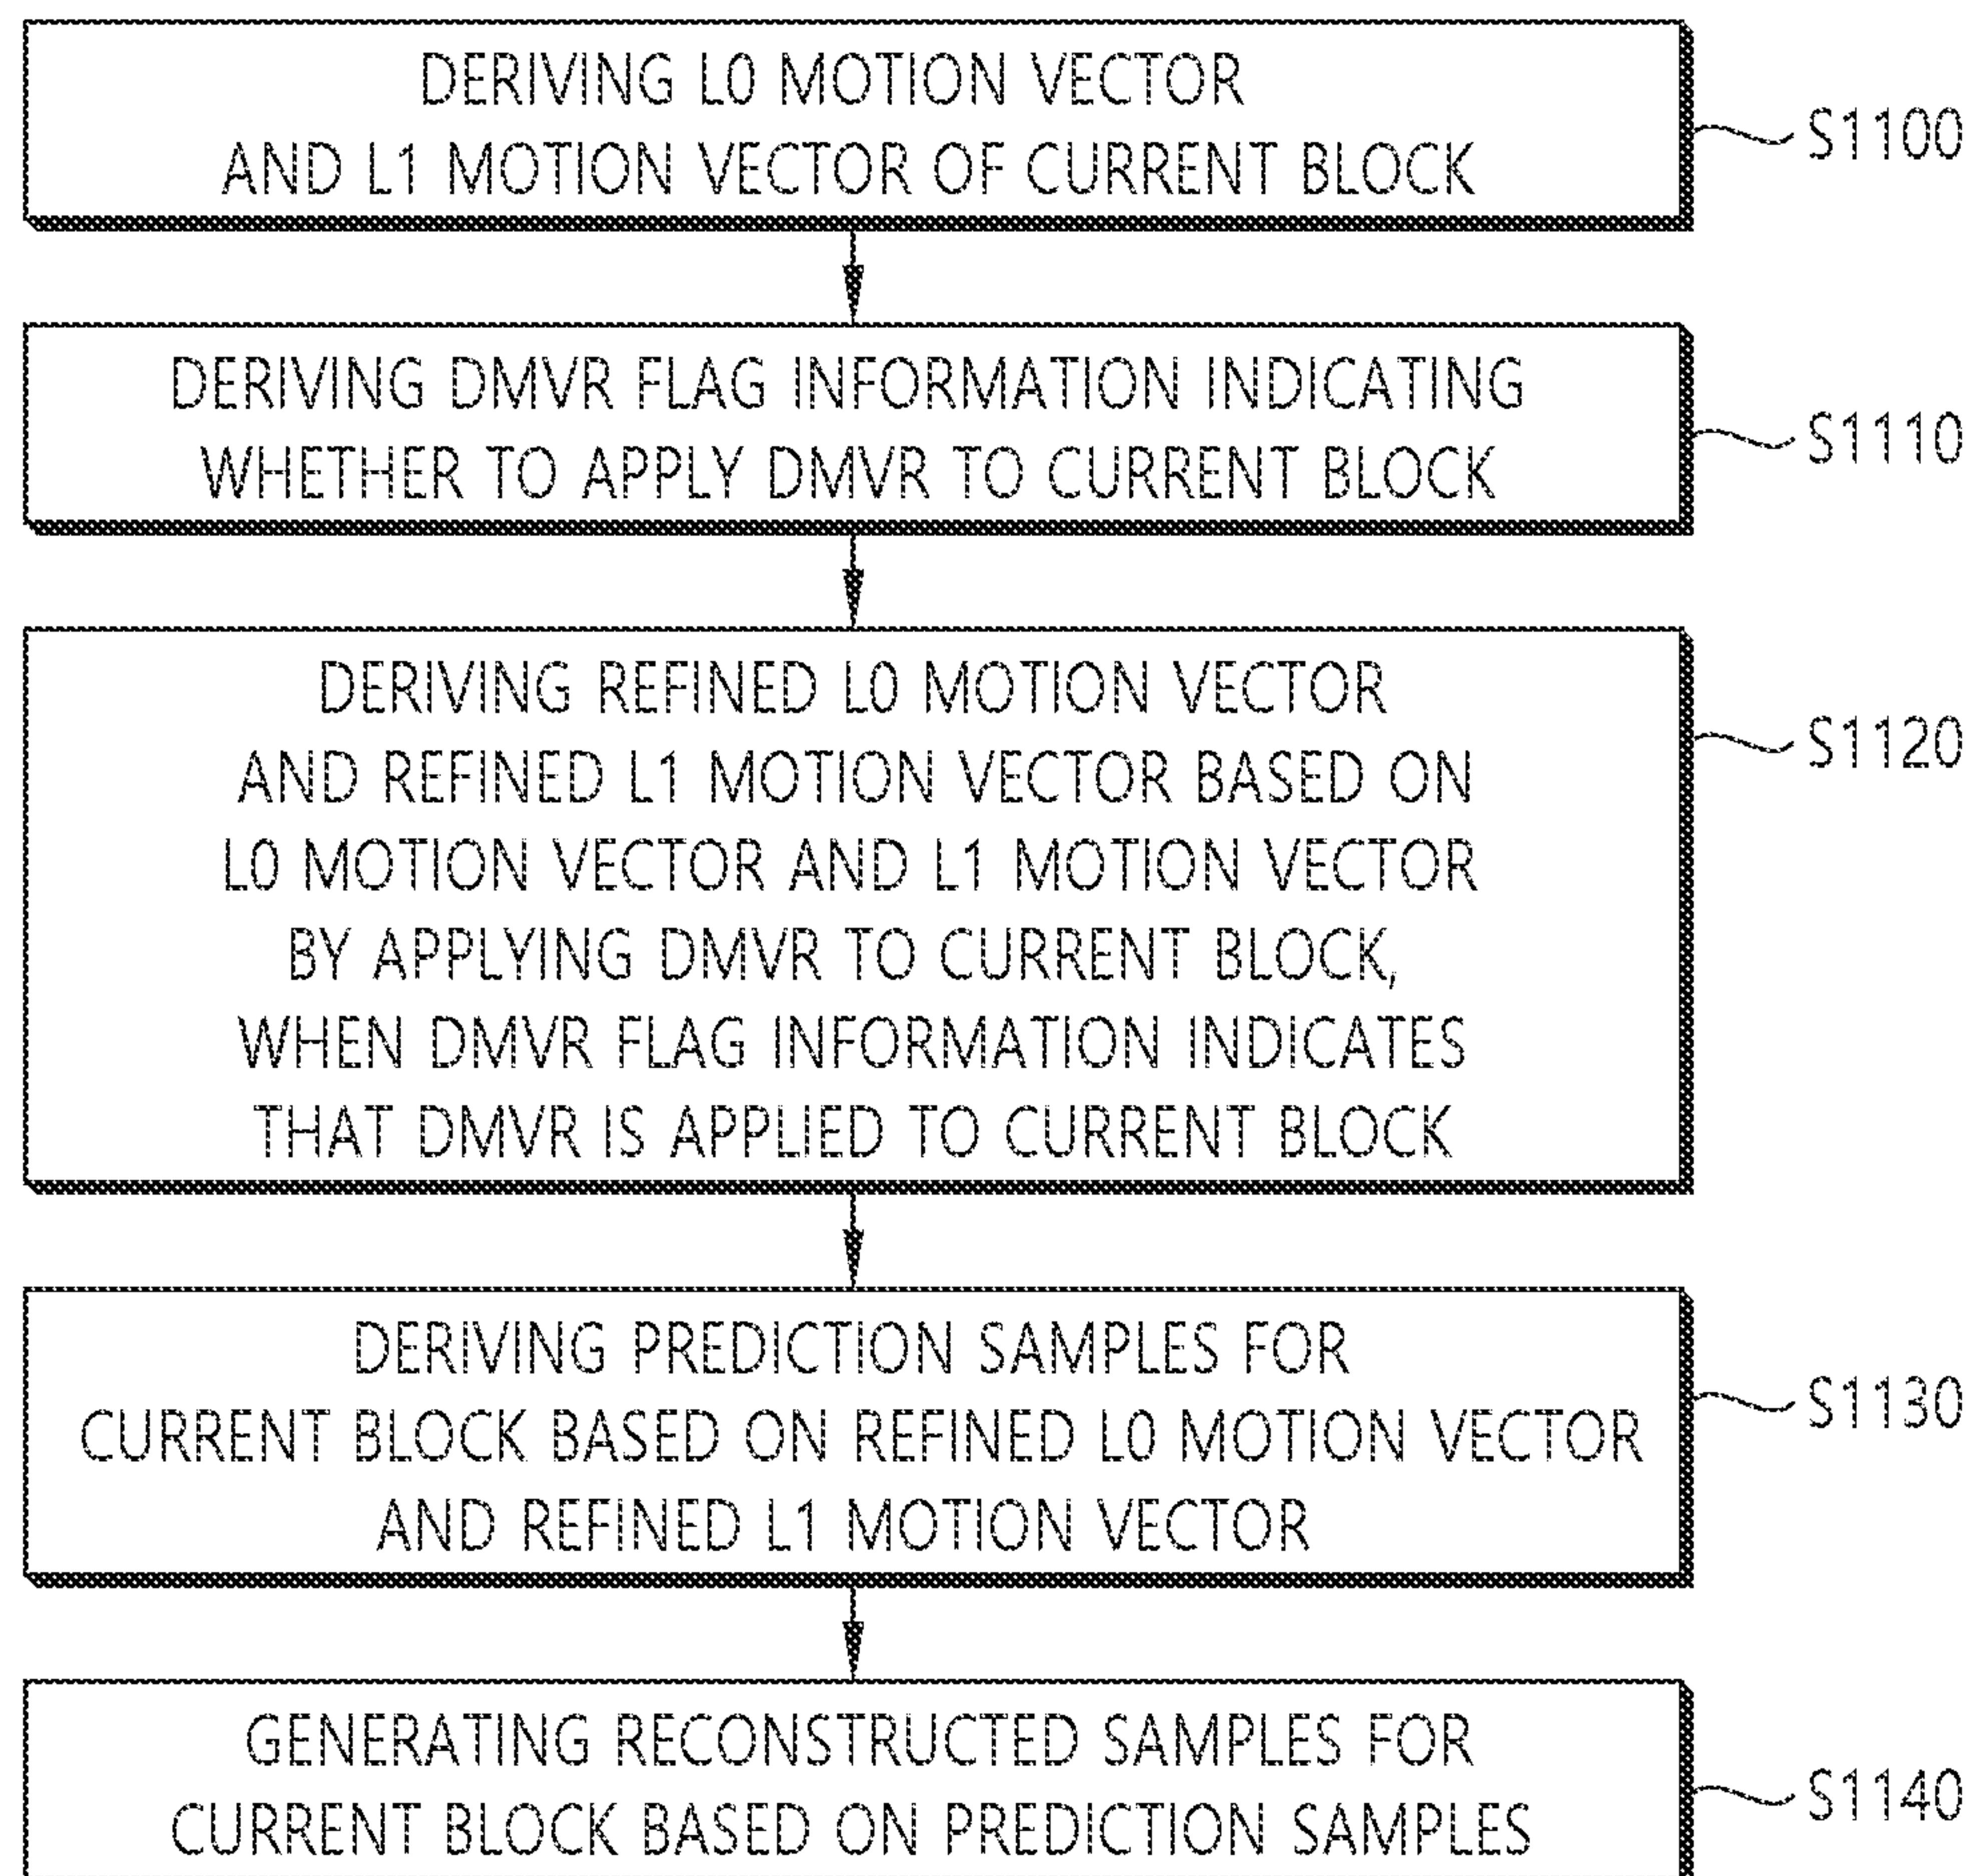 DERIVING L0 MOTION VECTOR
AND L1 MOTION VECTOR OF CURRENT BLOCK
S1100
DERIVING DMVR FLAG INFORMATION INDICATING
WHETHER TO APPLY DMVR TO CURRENT BLOCK
S1110
DERIVING REFINED L0 MOTION VECTOR
AND REFINED L1 MOTION VECTOR BASED ON
L0 MOTION VECTOR AND L1 MOTION VECTOR
BY APPLYING DMVR TO CURRENT BLOCK,
WHEN DMVR FLAG INFORMATION INDICATES
THAT DMVR IS APPLIED TO CURRENT BLOCK
S1120
DERIVING PREDICTION SAMPLES FOR
CURRENT BLOCK BASED ON REFINED L0 MOTION VECTOR
AND REFINED L1 MOTION VECTOR
S1130
GENERATING RECONSTRUCTED SAMPLES FOR
CURRENT BLOCK BASED ON PREDICTION SAMPLES
S1140